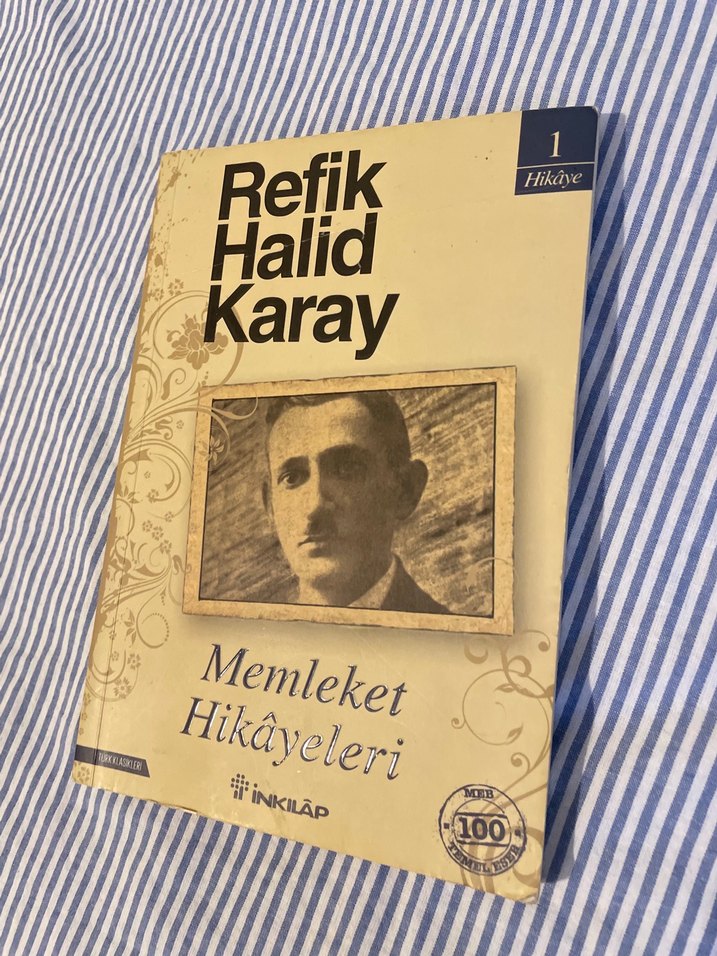 1
Hikâye
Refik
Halid
Karay
Memleket
Hikâyeleri
TÜRK KLASİKLERİ
İNKILÂP
MEB
100
TEMEL ESER